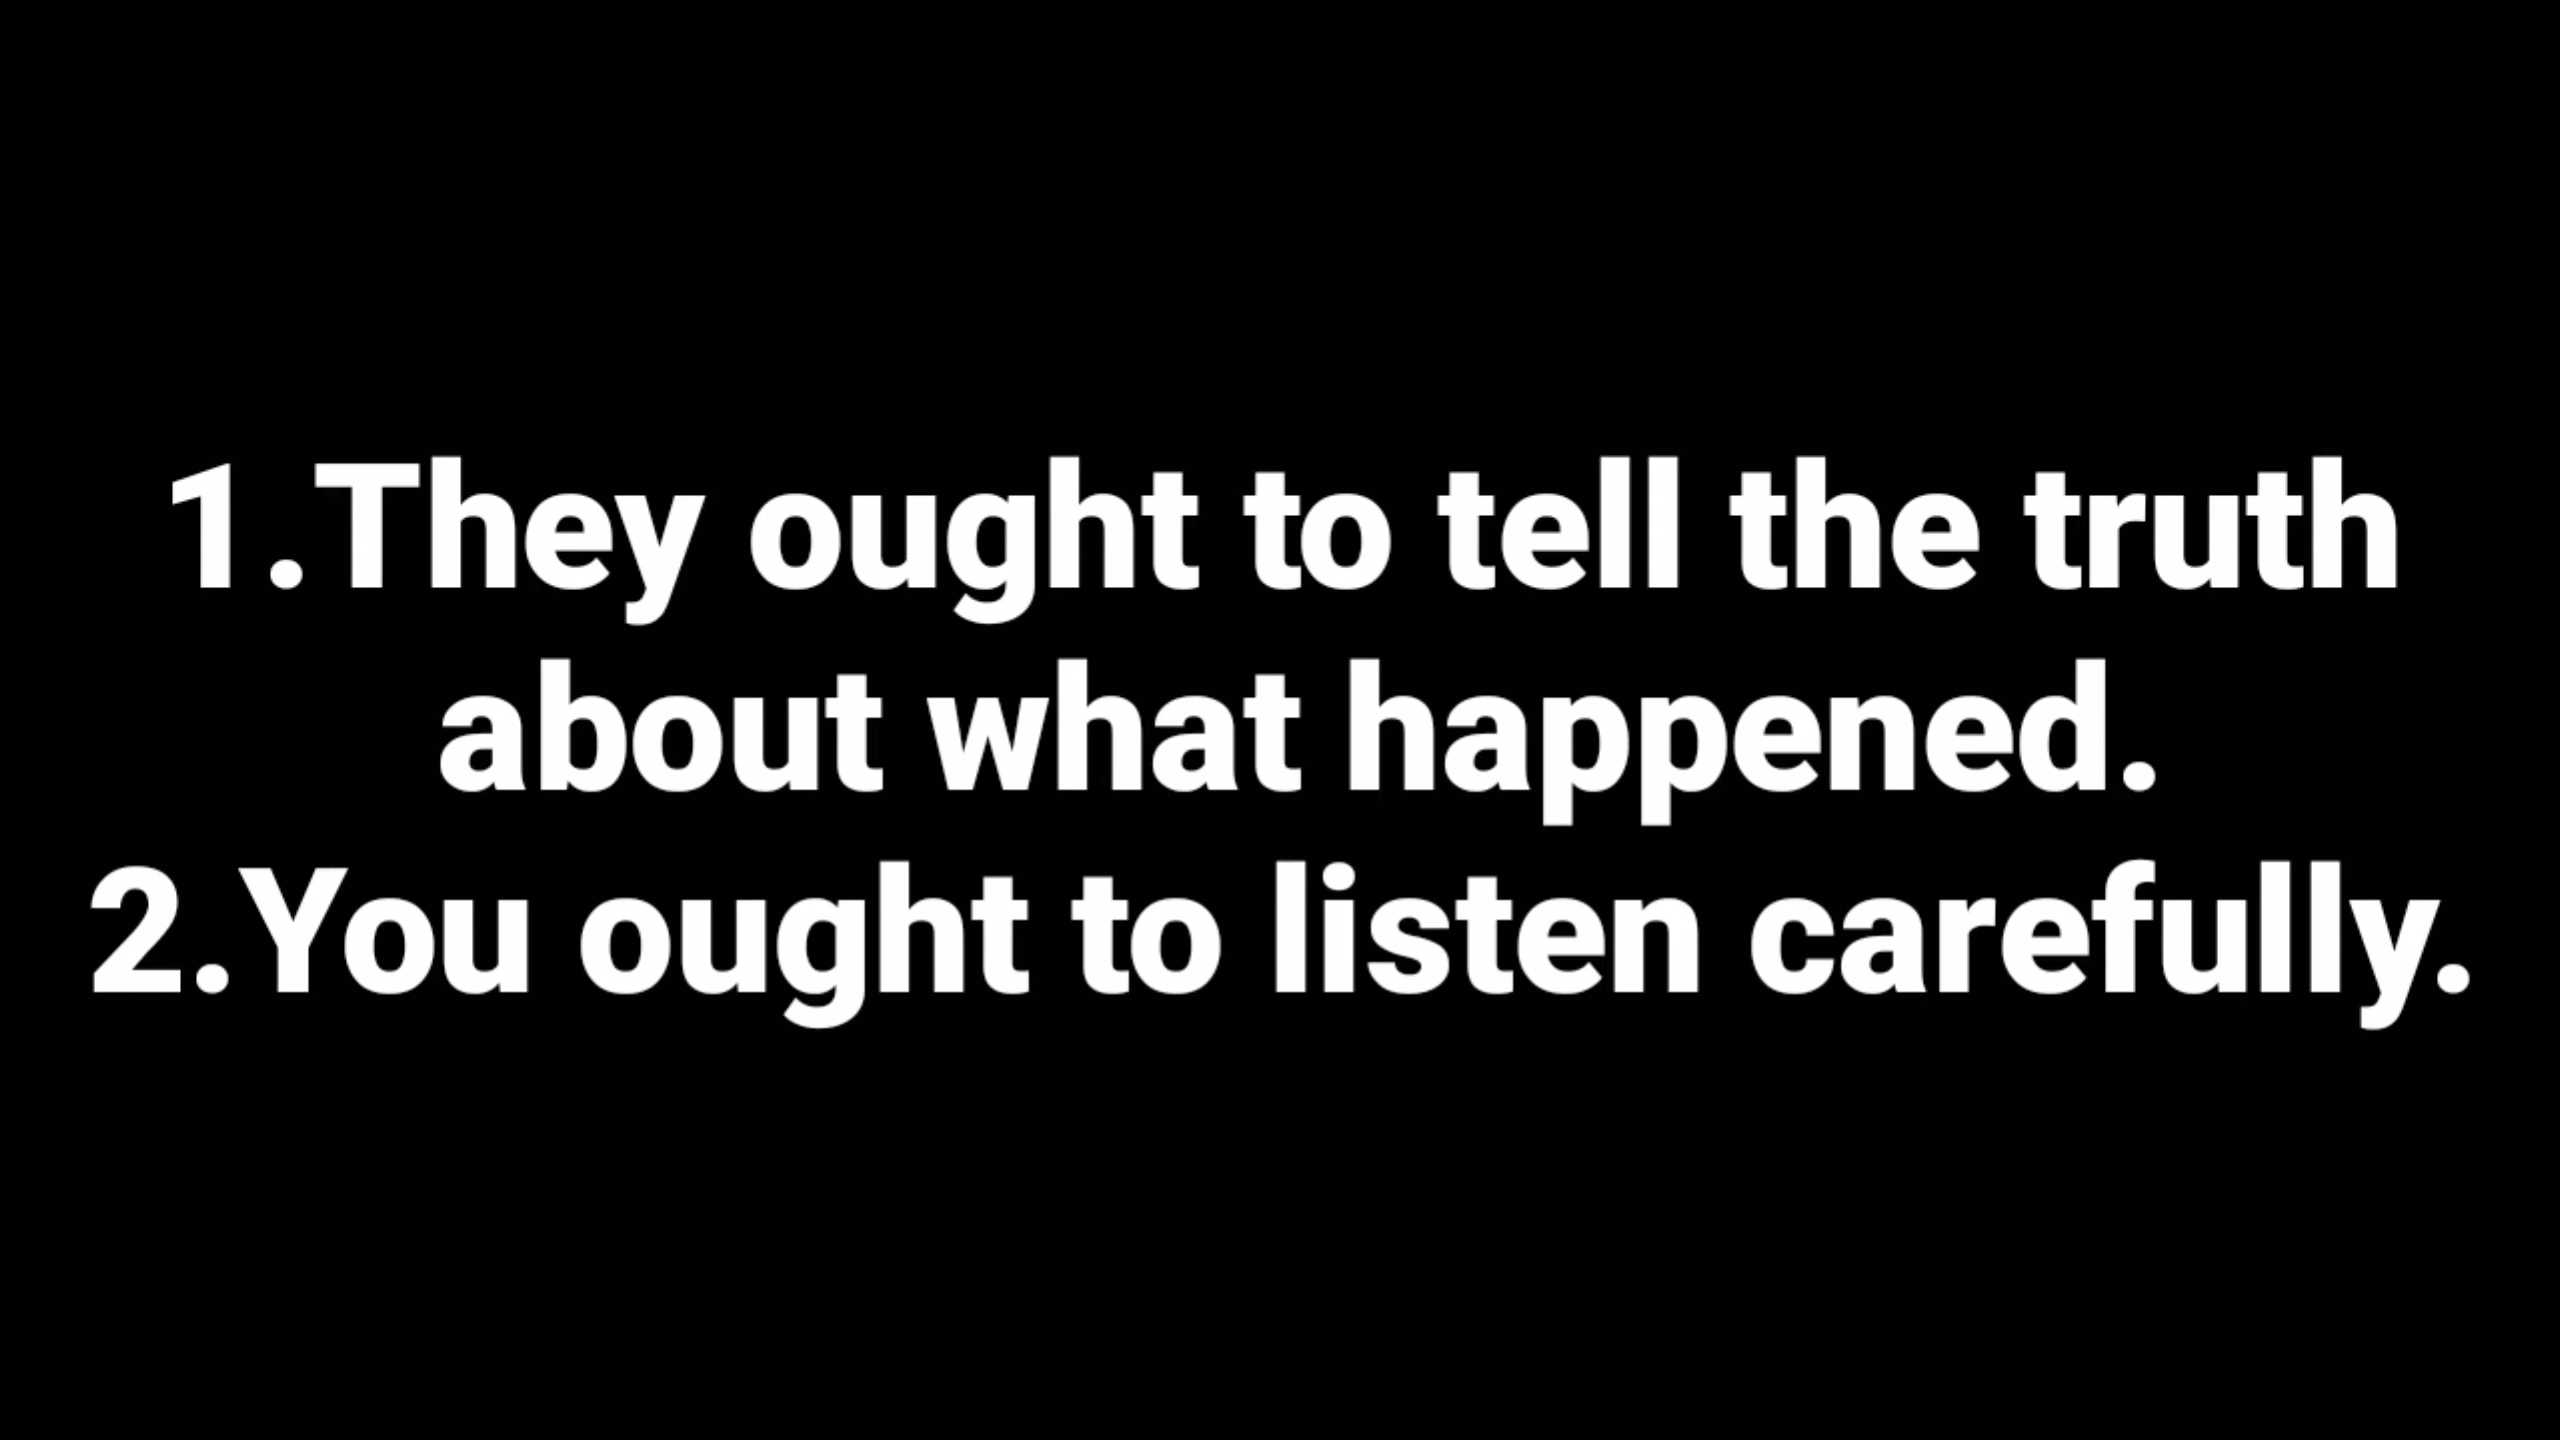 1.They ought to tell the truth
about what happened.
2.You ought to listen carefully.